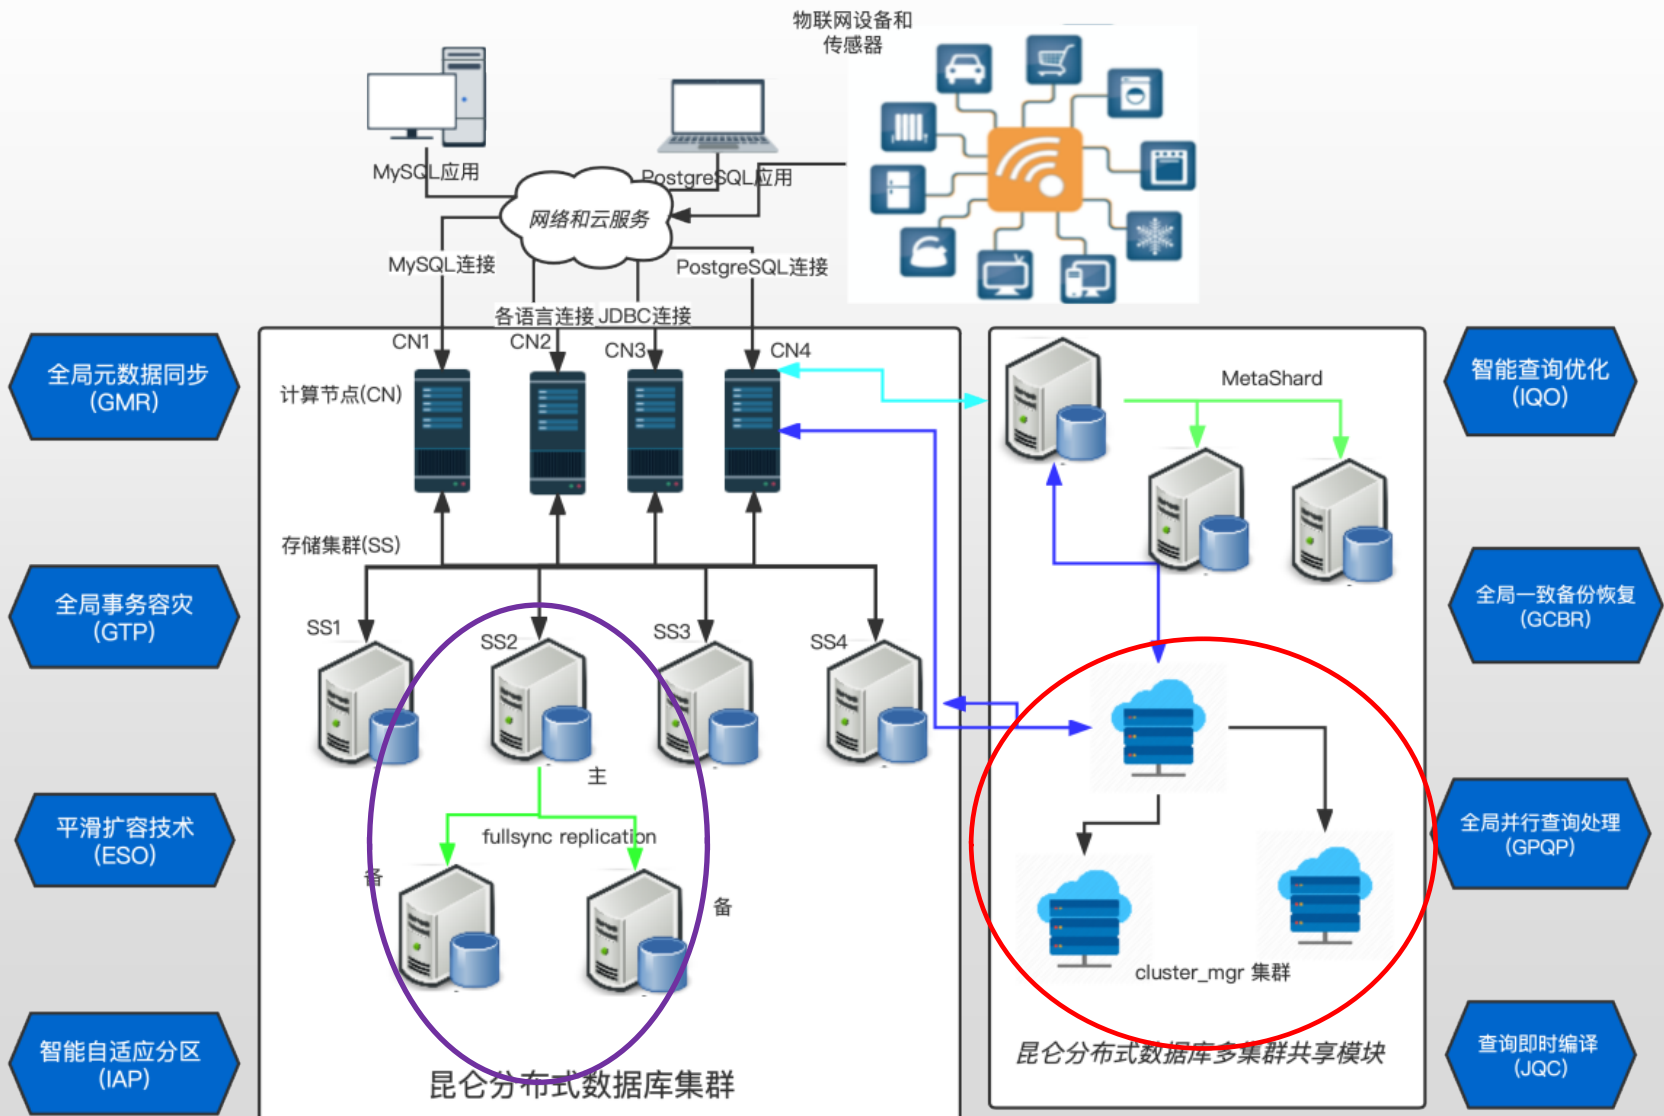 物联网设备和
传感器
MySQL应用
PostgreSQL应用
网络和云服务
MySQL连接
PostgreSQL连接
各语言连接
JDBC连接
CN1
CN2
CN3
CN4
计算节点(CN)
存储集群(SS)
SS1
SS2
SS3
SS4
主
fullsync replication
备
备
昆仑分布式数据库集群
MetaShard
cluster_mgr 集群
昆仑分布式数据库多集群共享模块
全局元数据同步
(GMR)
全局事务容灾
(GTP)
平滑扩容技术
(ESO)
智能自适应分区
(IAP)
智能查询优化
(IQO)
全局一致备份恢复
(GCBR)
全局并行查询处理
(GPQP)
查询即时编译
(JQC)